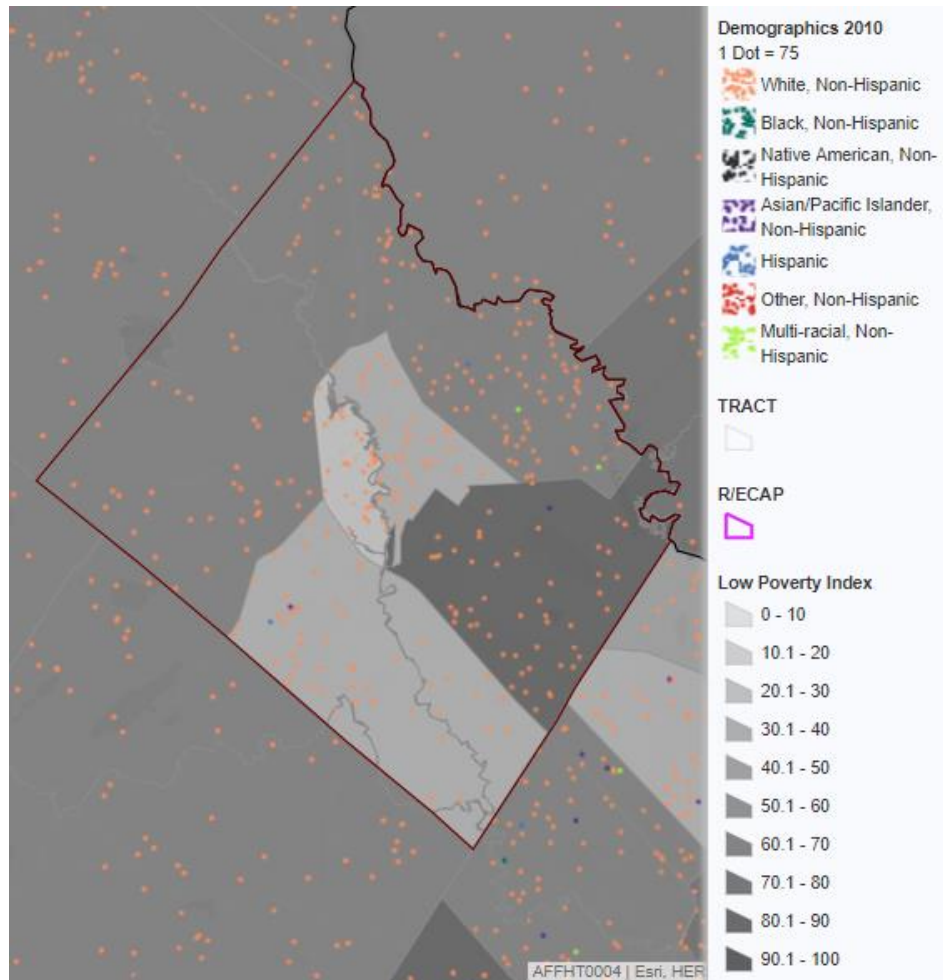 Demographics 2010
1 Dot = 75
White, Non-Hispanic
Black, Non-Hispanic
Native American, Non-
Hispanic
Asian/Pacific Islander,
Non-Hispanic
Hispanic
Other, Non-Hispanic
Multi-racial, Non-
Hispanic
TRACT
R/ECAP
Low Poverty Index
0 - 10
10.1 - 20
20.1 - 30
30.1 - 40
40.1 - 50
50.1 - 60
60.1 - 70
70.1 - 80
80.1 - 90
90.1 - 100
AFFHT0004 | Esri, HER